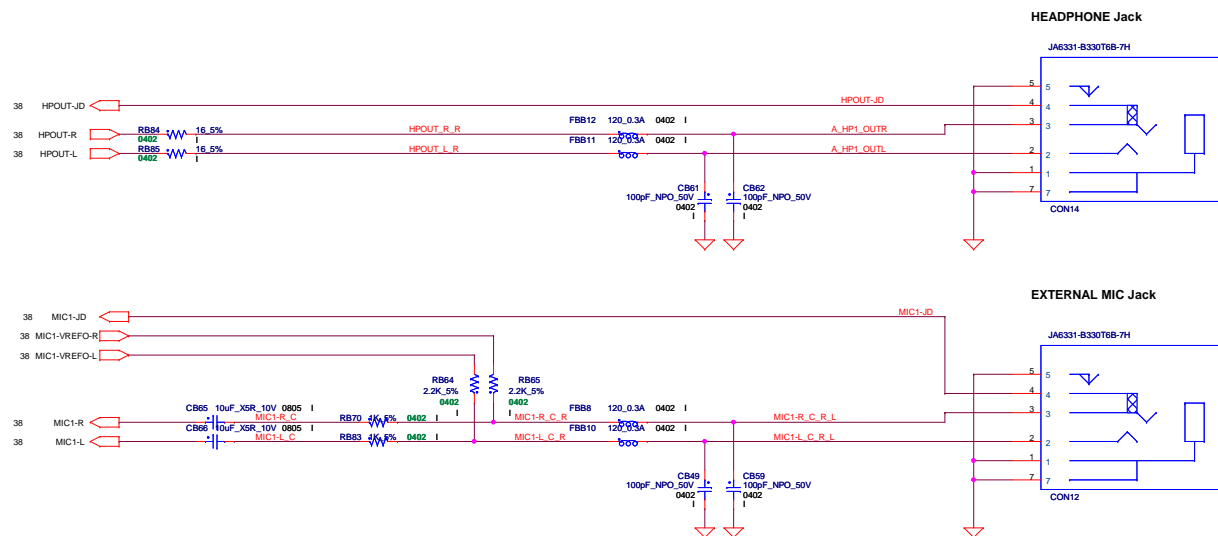 HEADPHONE Jack
JA6331-B330T6B-7H
5 5
38 HPOUT-JD HPOUT-JD 4 4
FBB12 120_0.3A 0402 I
38 HPOUT-R RB84 16_5% HPOUT_R_R A_HP1_OUTR 3 3
0402 I
FBB11 120_0.3A 0402 I
38 HPOUT-L RB85 16_5% HPOUT_L_R A_HP1_OUTL 2 2
0402 I
CB61 CB62 1 1
100pF_NPO_50V 100pF_NPO_50V
0402 0402 7 7
I I
CON14
EXTERNAL MIC Jack
38 MIC1-JD MIC1-JD
38 MIC1-VREFO-R JA6331-B330T6B-7H
38 MIC1-VREFO-L
5 5
RB64 RB65
2.2K_5% 2.2K_5% 4 4
0402 0402
I I
CB65 10uF_X5R_10V 0805 I FBB8 120_0.3A 0402 I
38 MIC1-R MIC1-R_C RB70 1K_5% 0402 I MIC1-R_C_R MIC1-R_C_R_L 3 3
CB66 10uF_X5R_10V 0805 I FBB10 120_0.3A 0402 I
38 MIC1-L MIC1-L_C RB83 1K_5% 0402 I MIC1-L_C_R MIC1-L_C_R_L 2 2
1 1
CB49 CB59 7 7
100pF_NPO_50V 100pF_NPO_50V
0402 0402
I I
CON12